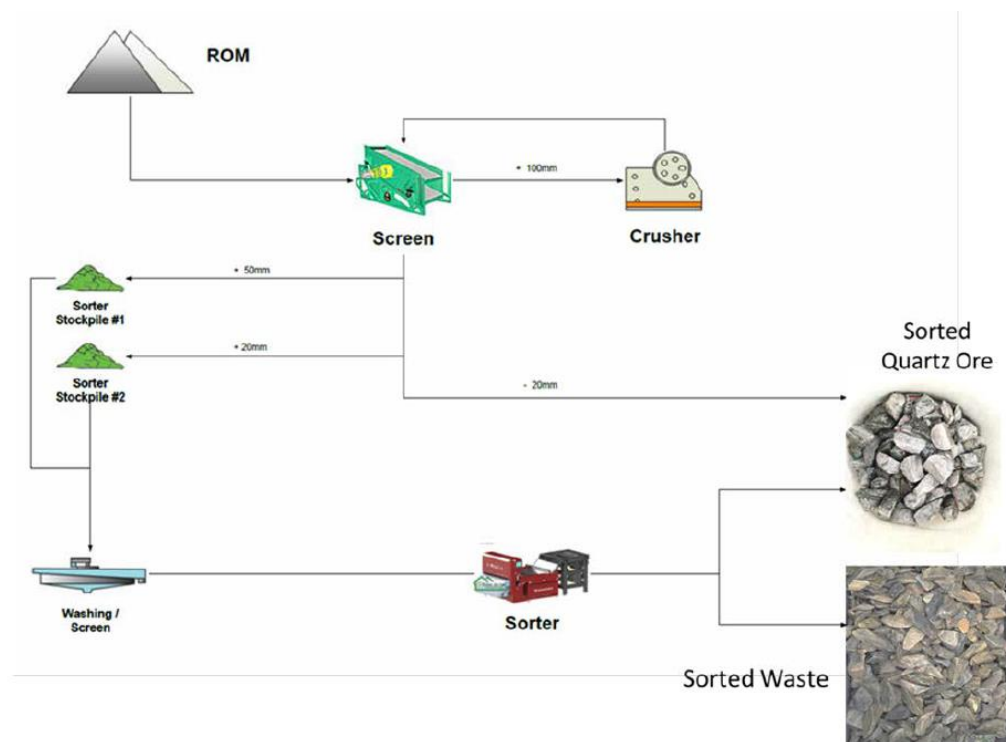 ROM
+ 100mm
Screen
Crusher
+ 50mm
Sorter
Stockpile #1
+ 20mm
Sorter
Stockpile #2
- 20mm
Sorted
Quartz Ore
Washing /
Screen
Sorter
Sorted Waste